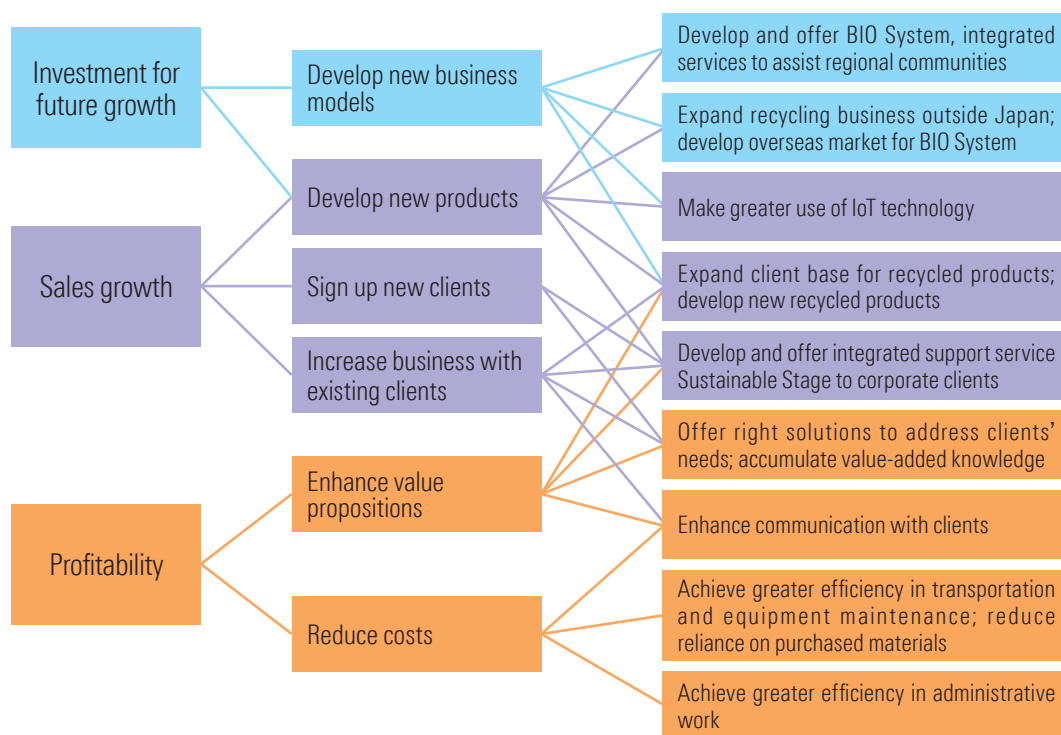 Investment for
future growth
Sales growth
Profitability
Develop new business
models
Develop new products
Sign up new clients
Increase business with
existing clients
Enhance value
propositions
Reduce costs
Develop and offer BIO System, integrated
services to assist regional communities
Expand recycling business outside Japan;
develop overseas market for BIO System
Make greater use of IoT technology
Expand client base for recycled products;
develop new recycled products
Develop and offer integrated support service
Sustainable Stage to corporate clients
Offer right solutions to address clients’
needs; accumulate value-added knowledge
Enhance communication with clients
Achieve greater efficiency in transportation
and equipment maintenance; reduce
reliance on purchased materials
Achieve greater efficiency in administrative
work